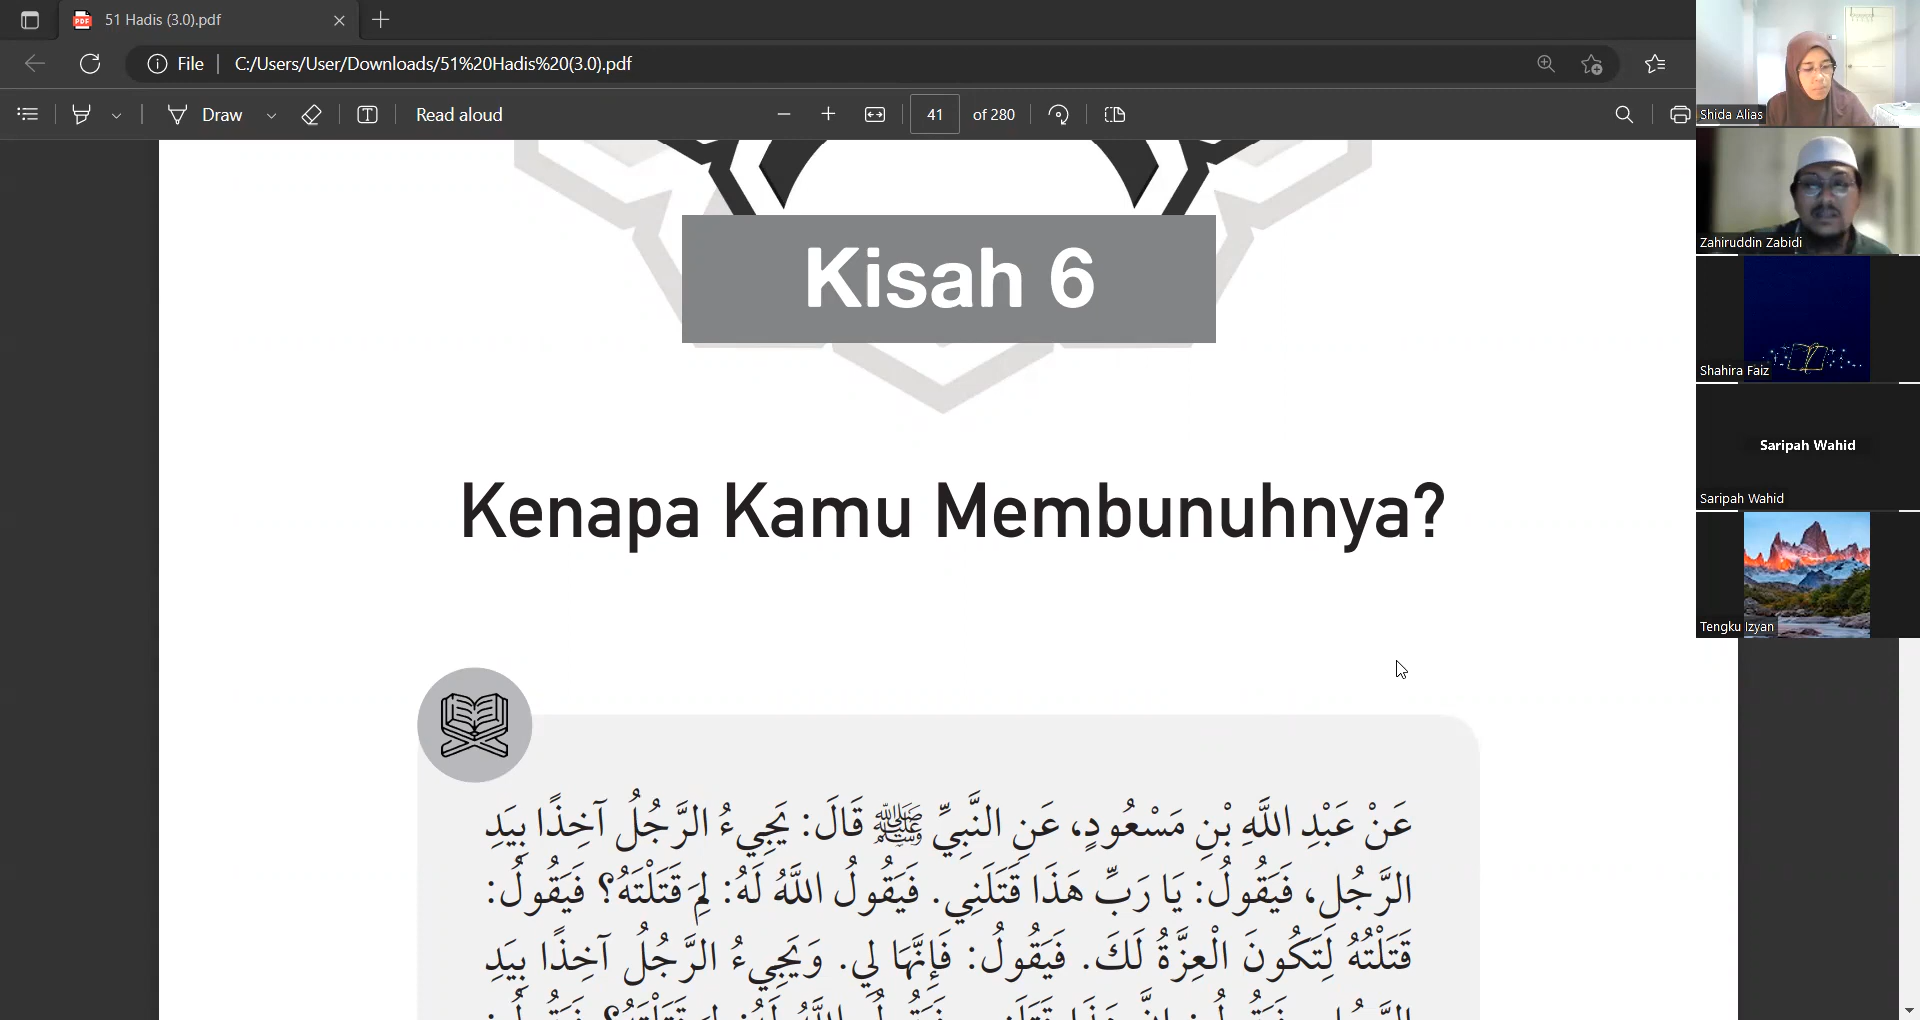 51 Hadis (3.0).pdf
File
C:/Users/User/Downloads/51%20Hadis%20(3.0).pdf
Draw
Read aloud
41
of 280
Kisah 6
Kenapa Kamu Membunuhnya?
عَنْ عَبْدِ اللَّهِ بْنِ مَسْعُودٍ، عَنِ النَّبِيِّ ﷺ قَالَ: يَجِيءُ الرَّجُلُ آخِذًا بِيَدِ
الرَّجُلِ، فَيَقُولُ: يَا رَبِّ هَذَا قَتَلَنِي. فَيَقُولُ اللَّهُ لَهُ: لِمَ قَتَلْتَهُ؟ فَيَقُولُ:
قَتَلْتُهُ لِتَكُونَ الْعِزَّةُ لَكَ. فَيَقُولُ: فَإِنَّهَا لِي. وَيَجِيءُ الرَّجُلُ آخِذًا بِيَدِ
Shida Alias
Zahiruddin Zabidi
Shahira Faiz
Saripah Wahid
Saripah Wahid
Tengku Izyan